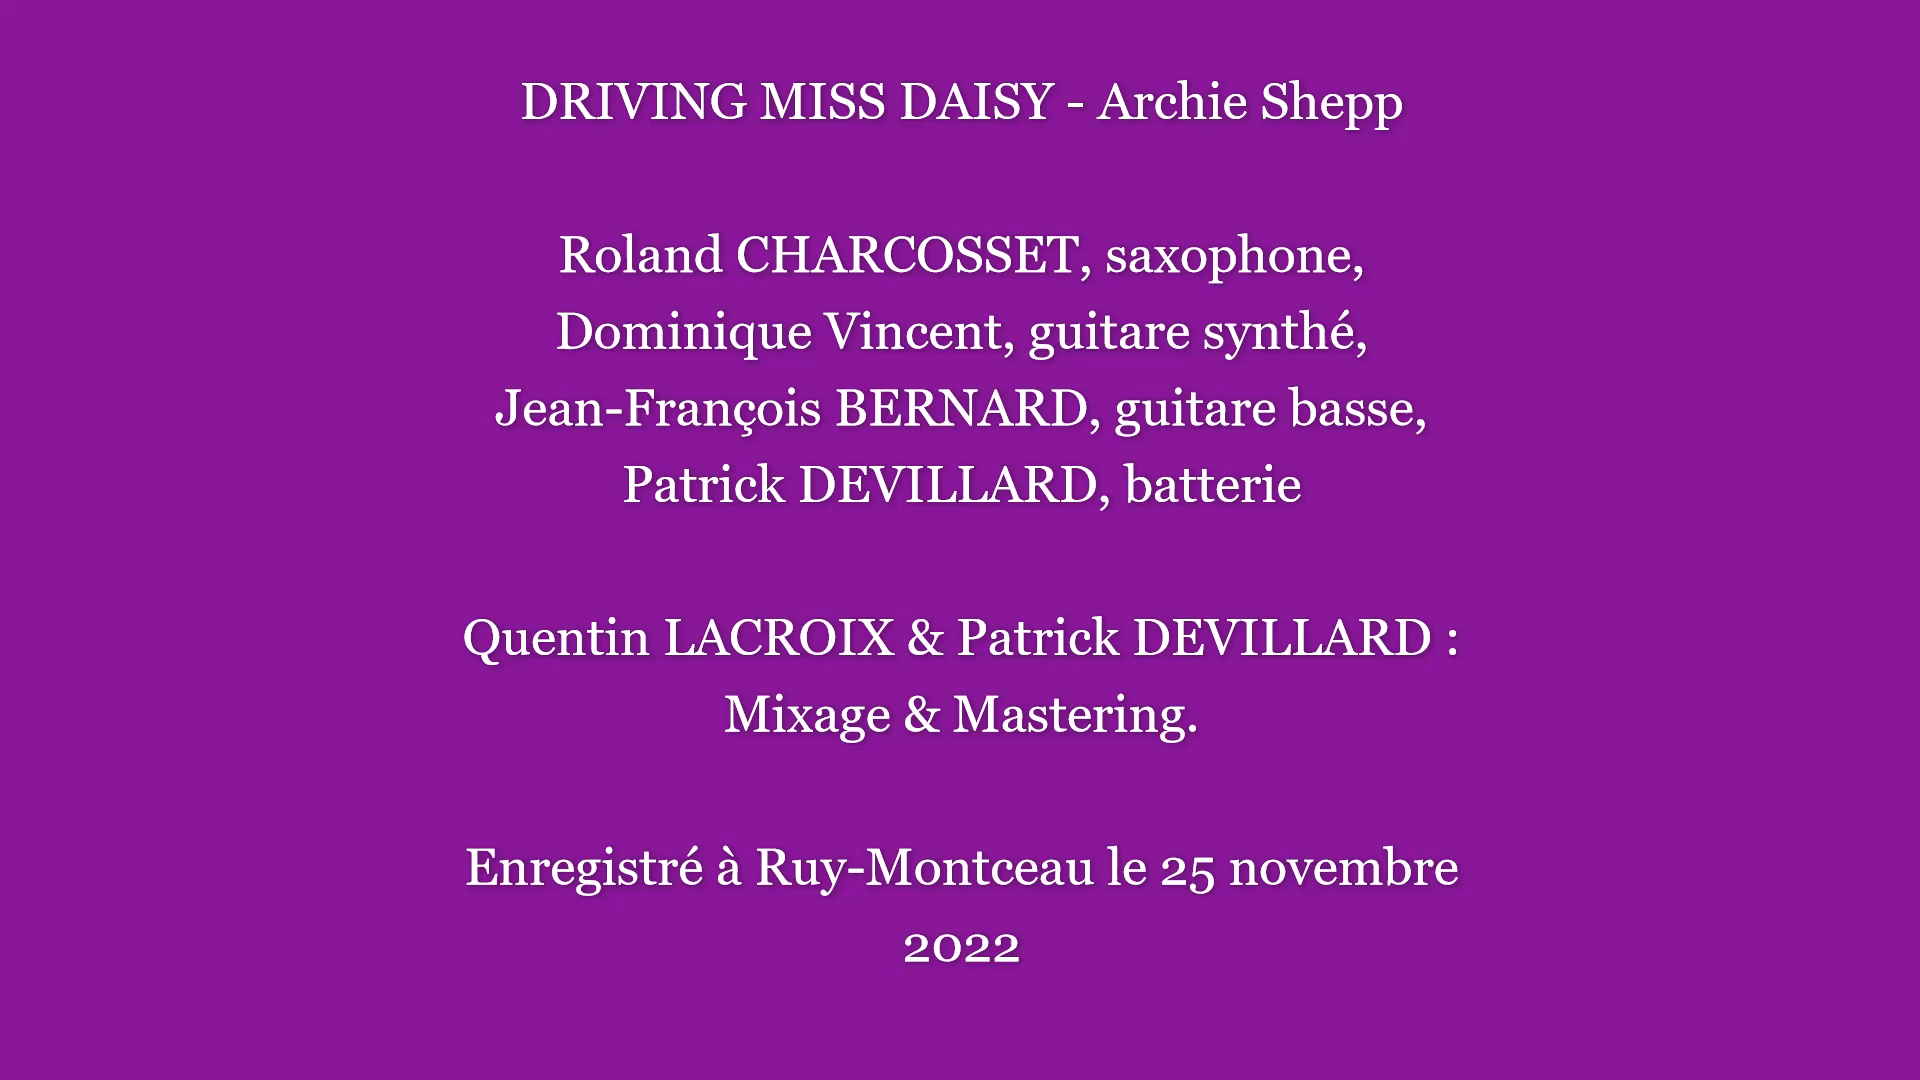 DRIVING MISS DAISY - Archie Shepp
Roland CHARCOSSET, saxophone,
Dominique Vincent, guitare synthé,
Jean-François BERNARD, guitare basse,
Patrick DEVILLARD, batterie
Quentin LACROIX & Patrick DEVILLARD :
Mixage & Mastering.
Enregistré à Ruy-Montceau le 25 novembre
2022